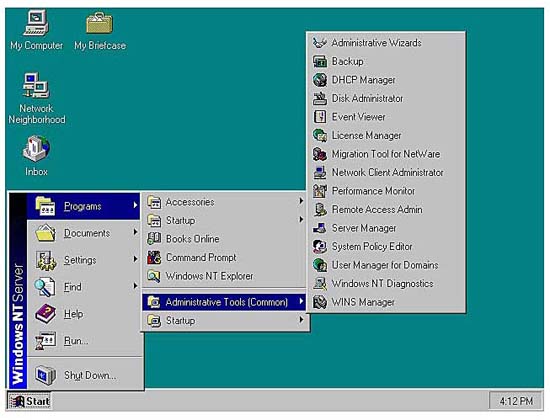 My Computer
My Briefcase
Network
Neighborhood
Inbox
Windows NT Server
Programs
Documents
Settings
Find
Help
Run...
Shut Down...
Accessories
Startup
Books Online
Command Prompt
Windows NT Explorer
Administrative Tools (Common)
Startup
Administrative Wizards
Backup
DHCP Manager
Disk Administrator
Event Viewer
License Manager
Migration Tool for NetWare
Network Client Administrator
Performance Monitor
Remote Access Admin
Server Manager
System Policy Editor
User Manager for Domains
Windows NT Diagnostics
WINS Manager
Start
4:12 PM